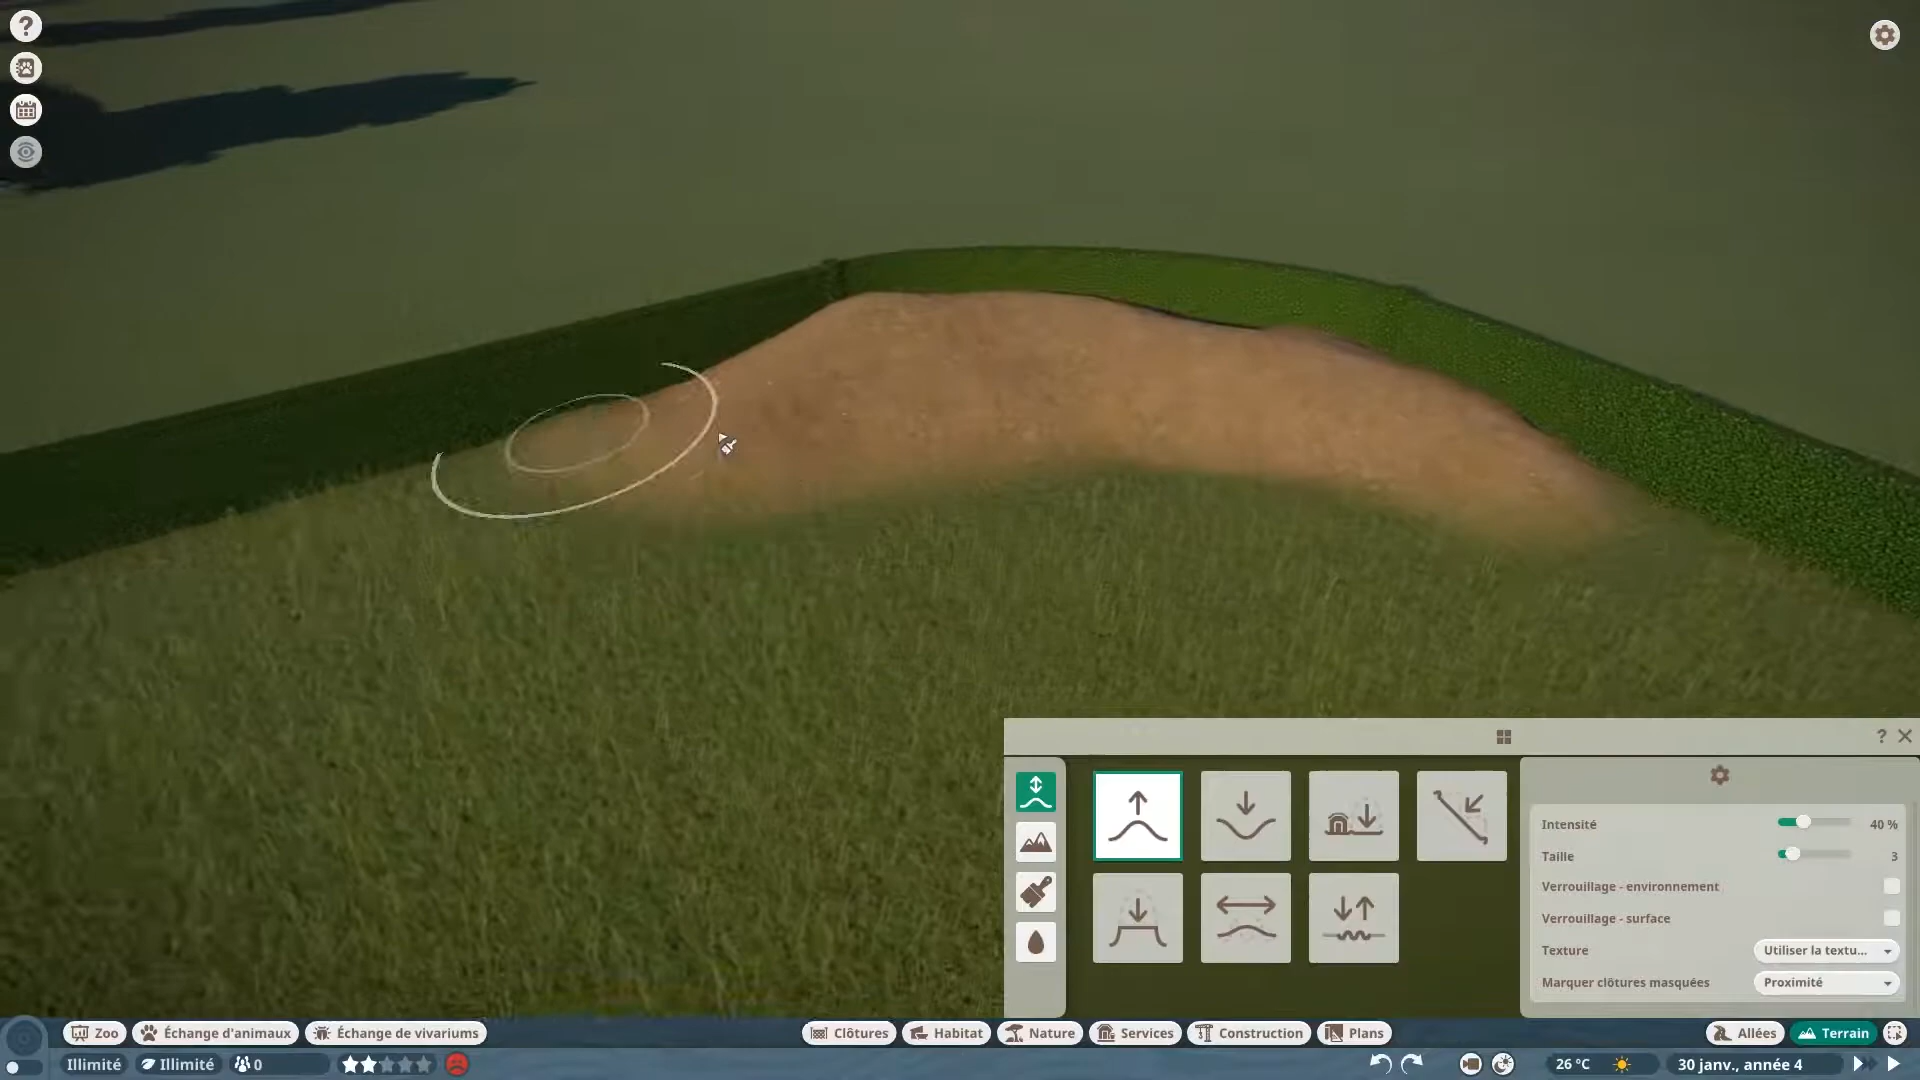 ?
?
Intensité 40 %
Taille 3
Verrouillage - environnement
Verrouillage - surface
Texture Utiliser la textu...
Marquer clôtures masquées Proximité
Zoo Échange d'animaux Échange de vivariums Clôtures Habitat Nature Services Construction Plans Allées Terrain
Illimité Illimité 0 26 °C 30 janv., année 4